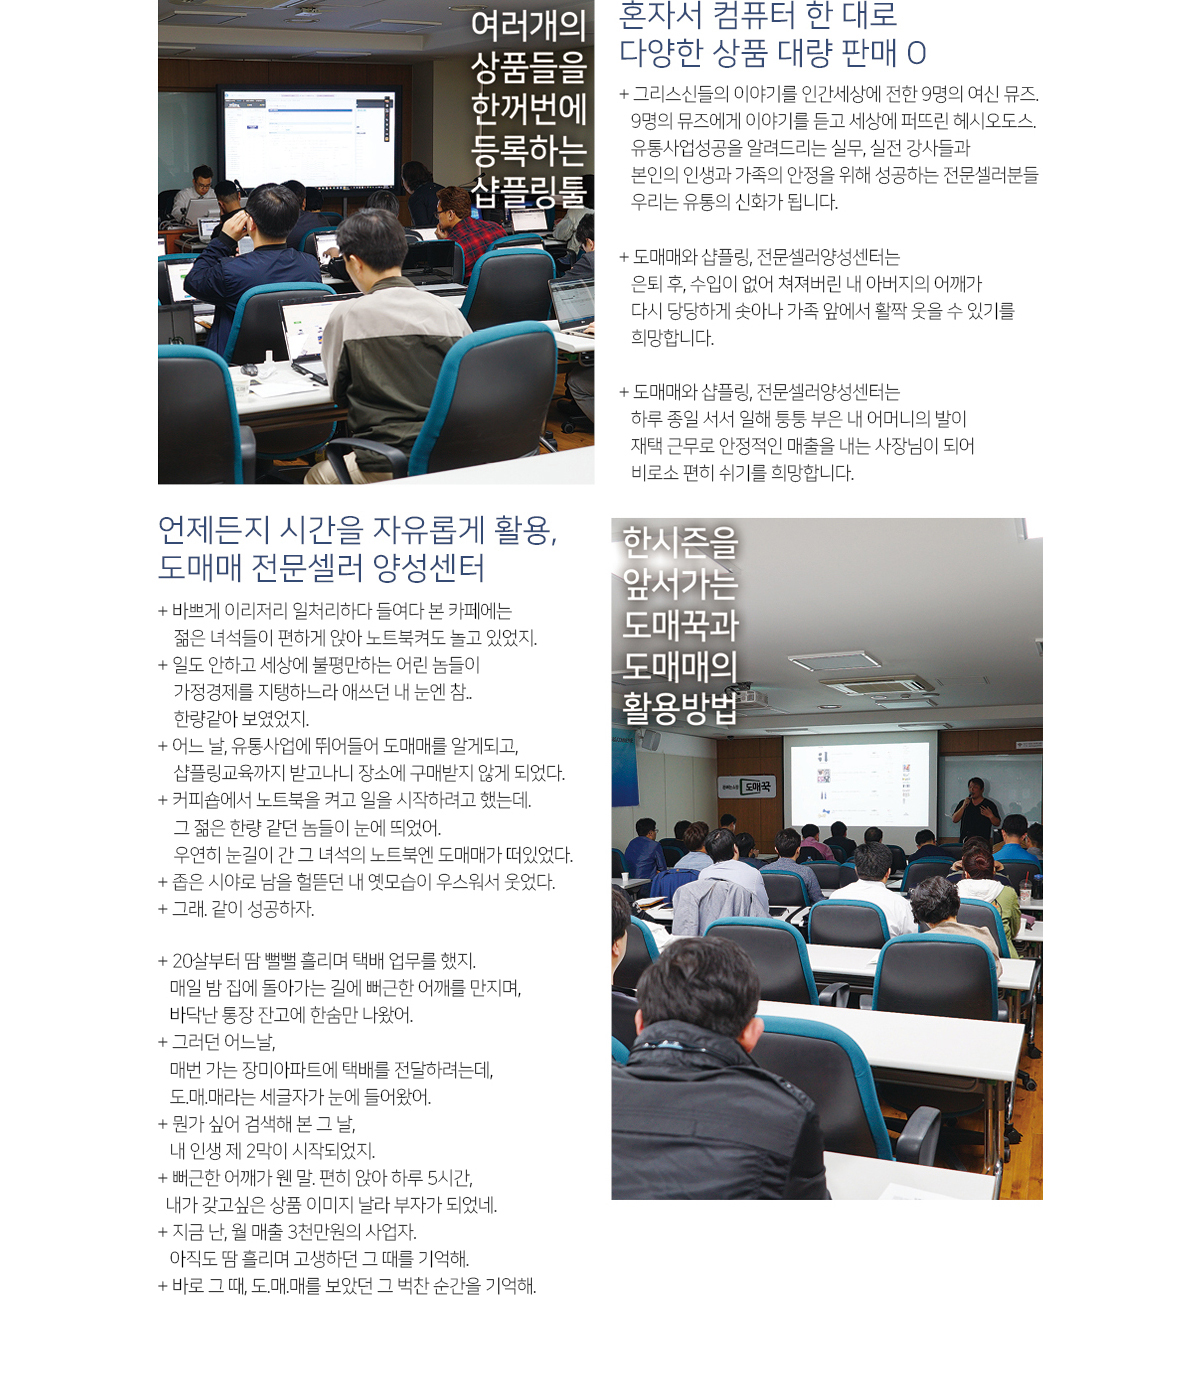 여러개의
상품들을
한꺼번에
등록하는
샵플링툴
혼자서 컴퓨터 한 대로
다양한 상품 대량 판매 O
+ 그리스신들의 이야기를 인간세상에 전한 9명의 여신 뮤즈.
9명의 뮤즈에게 이야기를 듣고 세상에 퍼뜨린 헤시오도스.
유통사업성공을 알려드리는 실무, 실전 강사들과
본인의 인생과 가족의 안정을 위해 성공하는 전문셀러분들
우리는 유통의 신화가 됩니다.
+ 도매매와 샵플링, 전문셀러양성센터는
은퇴 후, 수입이 없어 쳐져버린 내 아버지의 어깨가
다시 당당하게 솟아나 가족 앞에서 활짝 웃을 수 있기를
희망합니다.
+ 도매매와 샵플링, 전문셀러양성센터는
하루 종일 서서 일해 퉁퉁 부은 내 어머니의 발이
재택 근무로 안정적인 매출을 내는 사장님이 되어
비로소 편히 쉬기를 희망합니다.
언제든지 시간을 자유롭게 활용,
도매매 전문셀러 양성센터
+ 바쁘게 이리저리 일처리하다 들여다 본 카페에는
젊은 녀석들이 편하게 앉아 노트북켜도 놀고 있었지.
+ 일도 안하고 세상에 불평만하는 어린 놈들이
가정경제를 지탱하느라 애쓰던 내 눈엔 참..
한량같아 보였었지.
+ 어느 날, 유통사업에 뛰어들어 도매매를 알게되고,
샵플링교육까지 받고나니 장소에 구매받지 않게 되었다.
+ 커피숍에서 노트북을 켜고 일을 시작하려고 했는데.
그 젊은 한량 같던 놈들이 눈에 띄었어.
우연히 눈길이 간 그 녀석의 노트북엔 도매매가 떠있었다.
+ 좁은 시야로 남을 헐뜯던 내 옛모습이 우스워서 웃었다.
+ 그래. 같이 성공하자.
+ 20살부터 땀 뻘뻘 흘리며 택배 업무를 했지.
매일 밤 집에 돌아가는 길에 뻐근한 어깨를 만지며,
바닥난 통장 잔고에 한숨만 나왔어.
+ 그러던 어느날,
매번 가는 장미아파트에 택배를 전달하려는데,
도.매.매라는 세글자가 눈에 들어왔어.
+ 뭔가 싶어 검색해 본 그 날,
내 인생 제 2막이 시작되었지.
+ 뻐근한 어깨가 웬 말. 편히 앉아 하루 5시간,
내가 갖고싶은 상품 이미지 날라 부자가 되었네.
+ 지금 난, 월 매출 3천만원의 사업자.
아직도 땀 흘리며 고생하던 그 때를 기억해.
+ 바로 그 때, 도.매.매를 보았던 그 벅찬 순간을 기억해.
한시즌을
앞서가는
도매꾹과
도매매의
활용방법
도매꾹